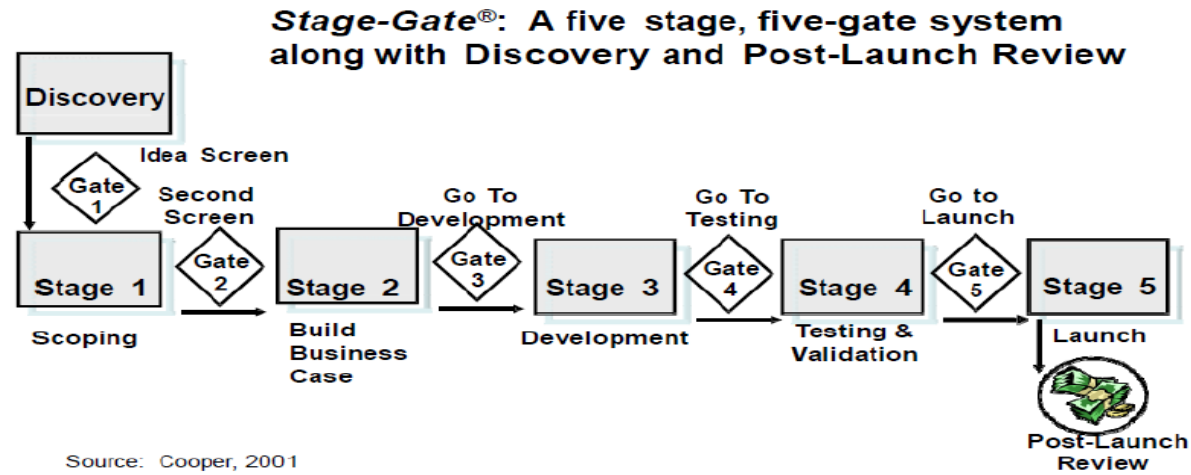 Stage-Gate®: A five stage, five-gate system
along with Discovery and Post-Launch Review
Discovery
Idea Screen
Gate
1
Second
Screen
Gate
2
Go To
Development
Gate
3
Go To
Testing
Gate
4
Go to
Launch
Gate
5
Stage 1
Stage 2
Stage 3
Stage 4
Stage 5
Scoping
Build
Business
Case
Development
Testing &
Validation
Launch
Post-Launch
Review
Source: Cooper, 2001